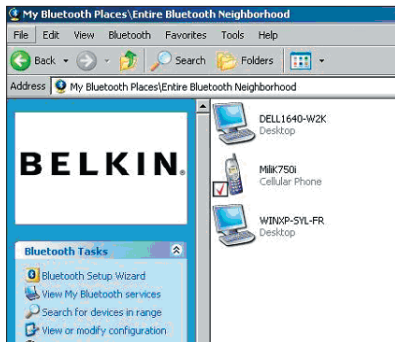 My Bluetooth Places\Entire Bluetooth Neighborhood
File Edit View Bluetooth Favorites Tools Help
Back Search Folders
Address My Bluetooth Places\Entire Bluetooth Neighborhood
BELKIN.
Bluetooth Tasks
Bluetooth Setup Wizard
View My Bluetooth services
Search for devices in range
View or modify configuration
DELL1640-W2K
Desktop
MiliK750i
Cellular Phone
WINXP-SYL-FR
Desktop